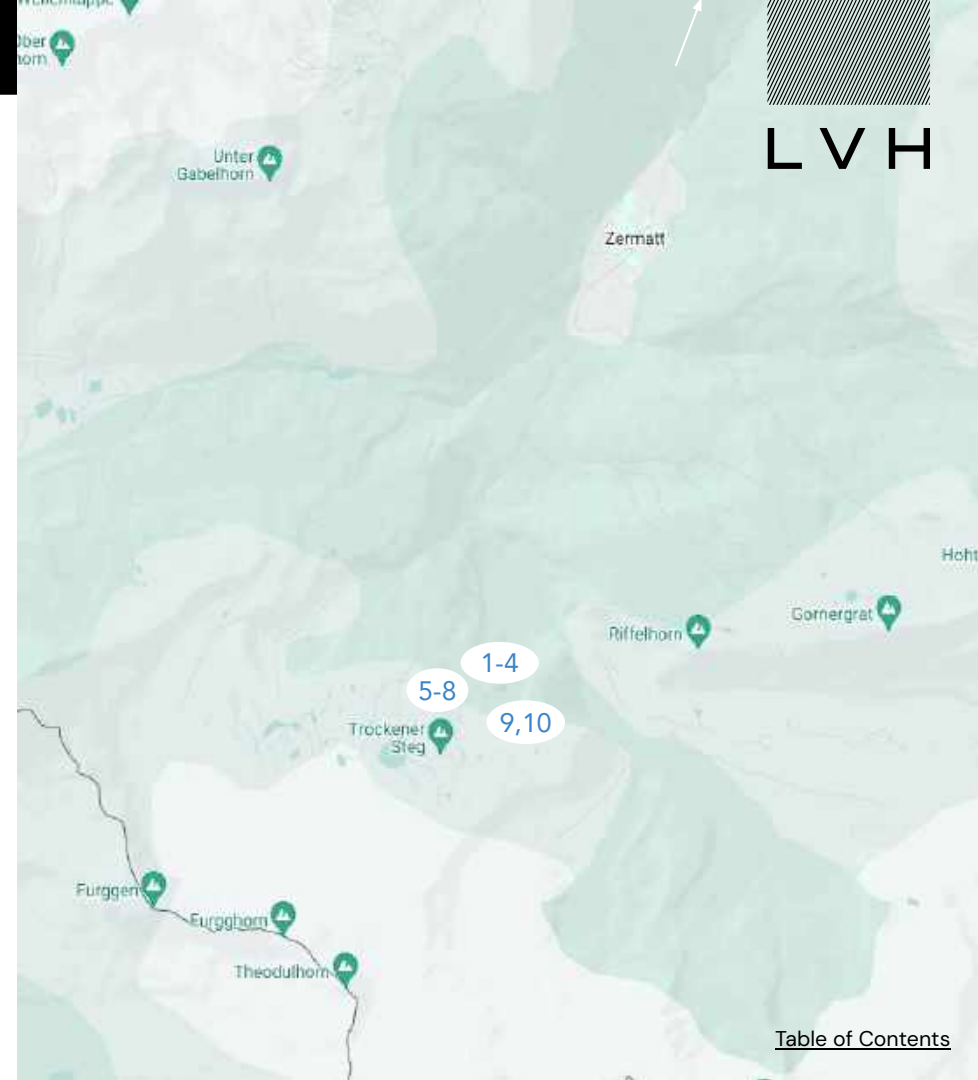 LVH
Unter
Gabelhorn
Zermatt
Gornergrat
Riffelhorn
1-4
5-8
9,10
Trockener
Steg
Furggen
Furgghorn
Theodulhorn
Table of Contents